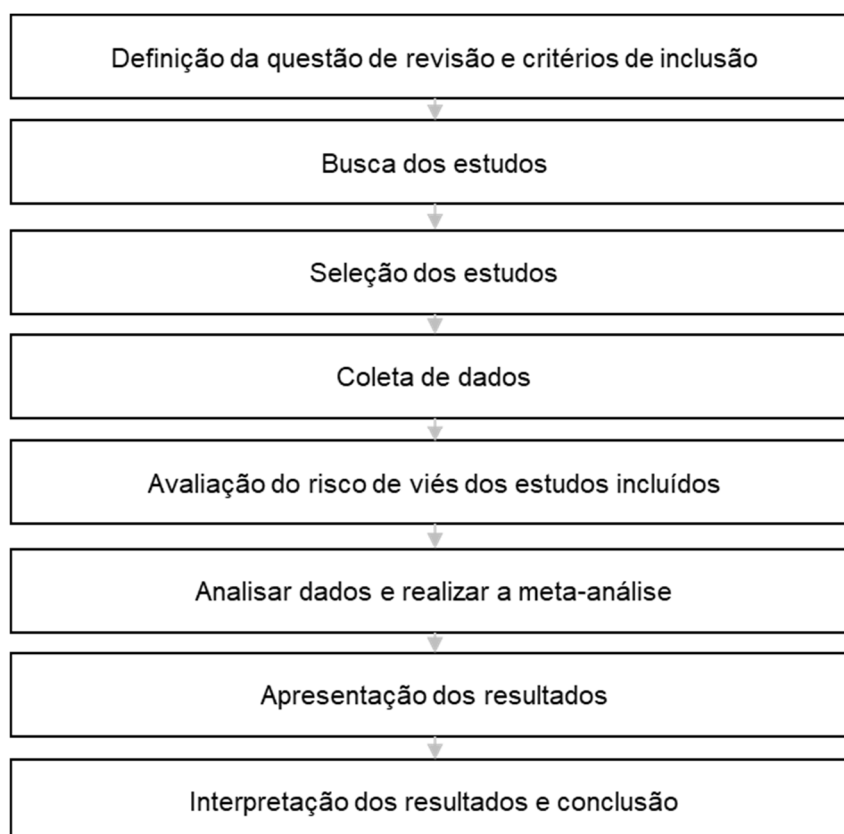 Definição da questão de revisão e critérios de inclusão
Busca dos estudos
Seleção dos estudos
Coleta de dados
Avaliação do risco de viés dos estudos incluídos
Analisar dados e realizar a meta-análise
Apresentação dos resultados
Interpretação dos resultados e conclusão